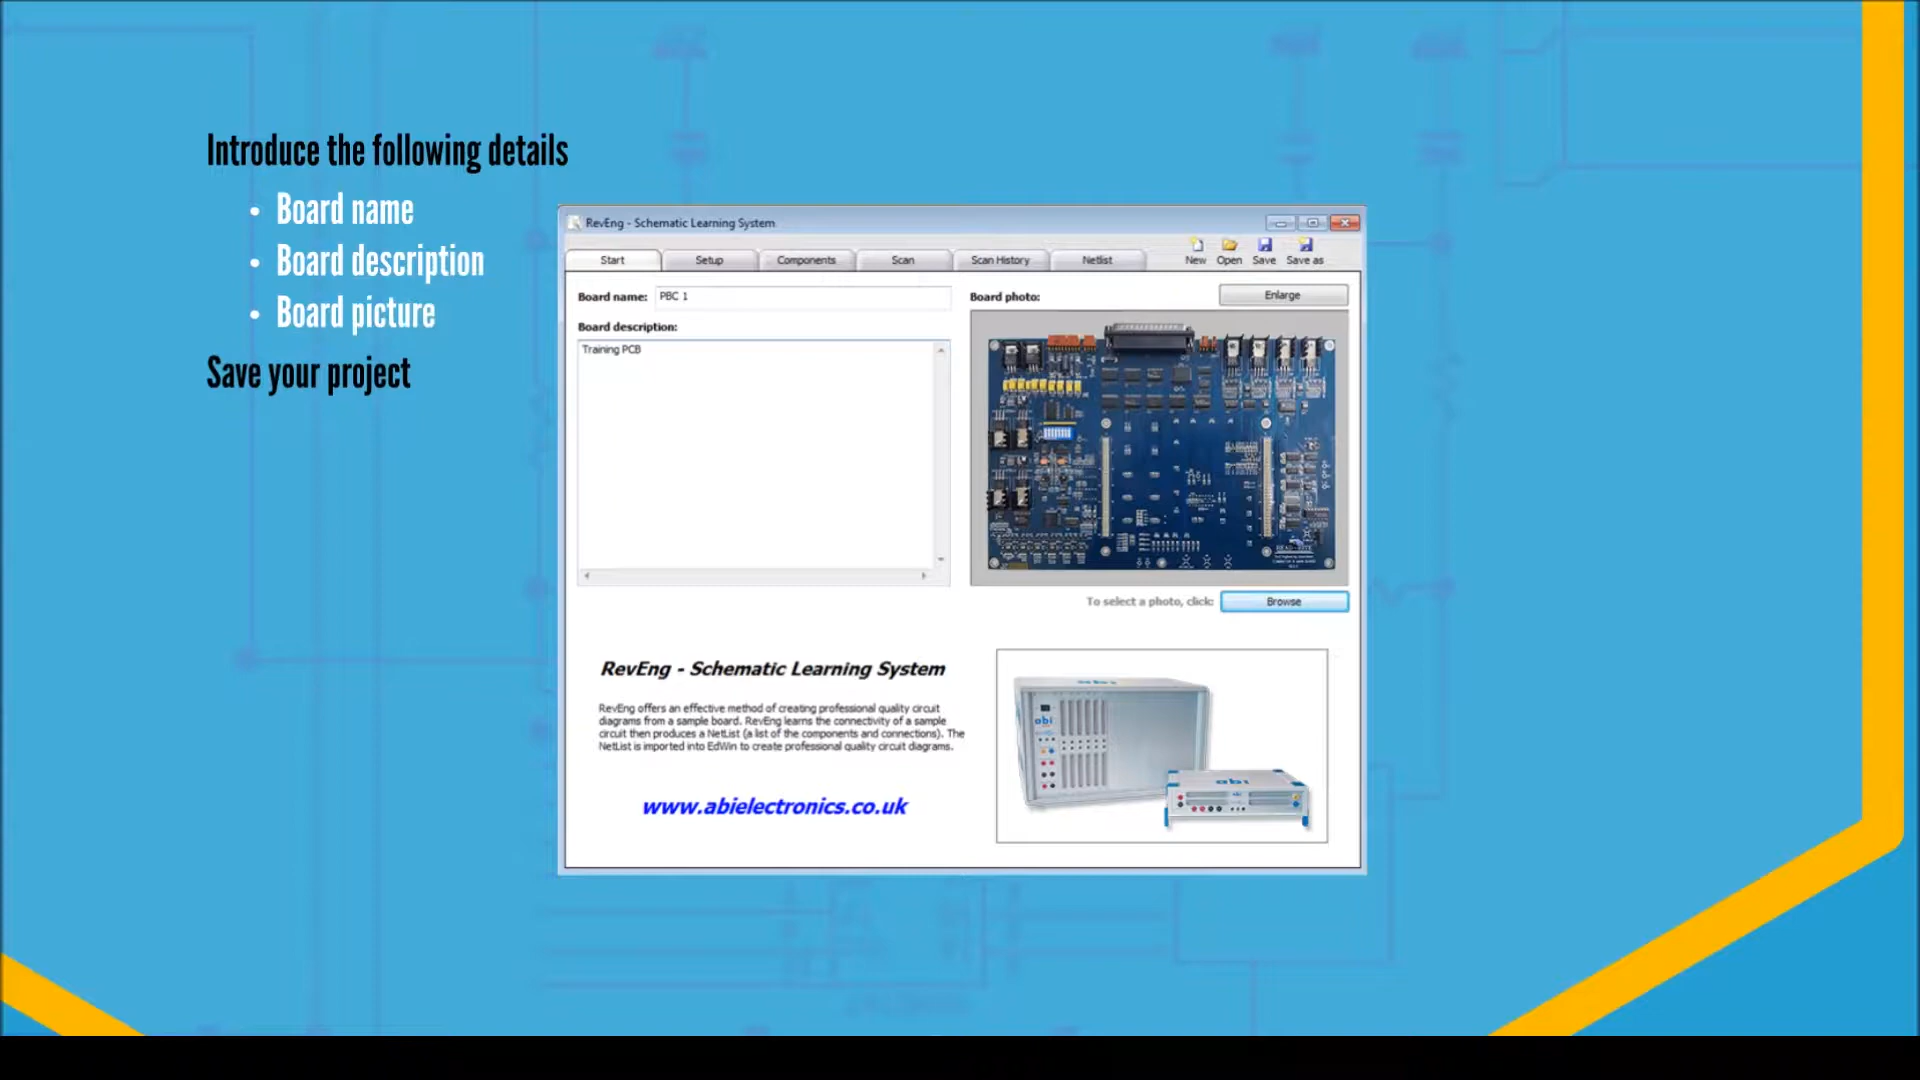 Introduce the following details
• Board name
• Board description
• Board picture
Save your project
RevEng - Schematic Learning System
Start
Setup
Components
Scan
Scan History
Netlist
New
Open
Save
Save as
Board name:
PBC 1
Board photo:
Enlarge
Board description:
Training PCB
To select a photo, click:
Browse
RevEng - Schematic Learning System
RevEng offers an effective method of creating professional quality circuit
diagrams from a sample board. RevEng learns the connectivity of a sample
circuit then produces a NetList (a list of the components and connections). The
NetList is imported into EdWin to create professional quality circuit diagrams.
www.abielectronics.co.uk
abi
abi